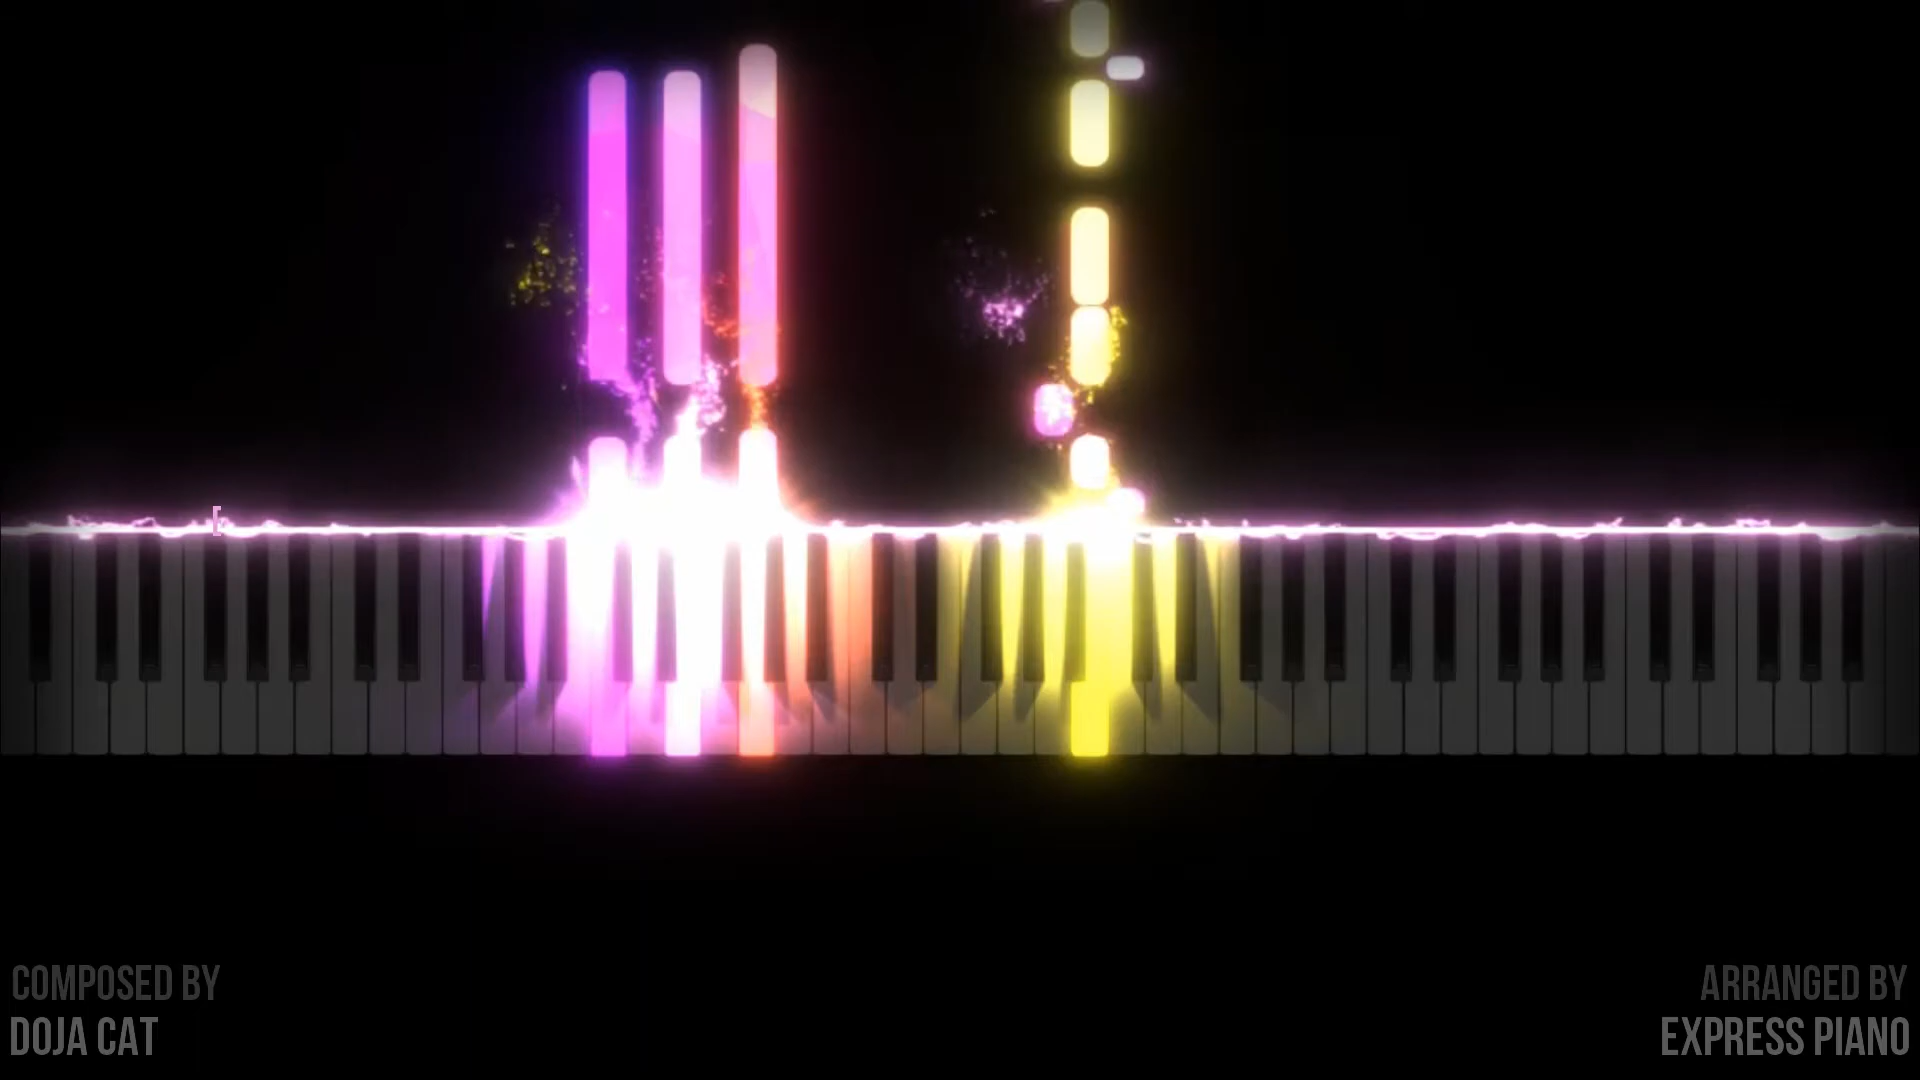 [
COMPOSED BY
DOJA CAT
ARRANGED BY
EXPRESS PIANO